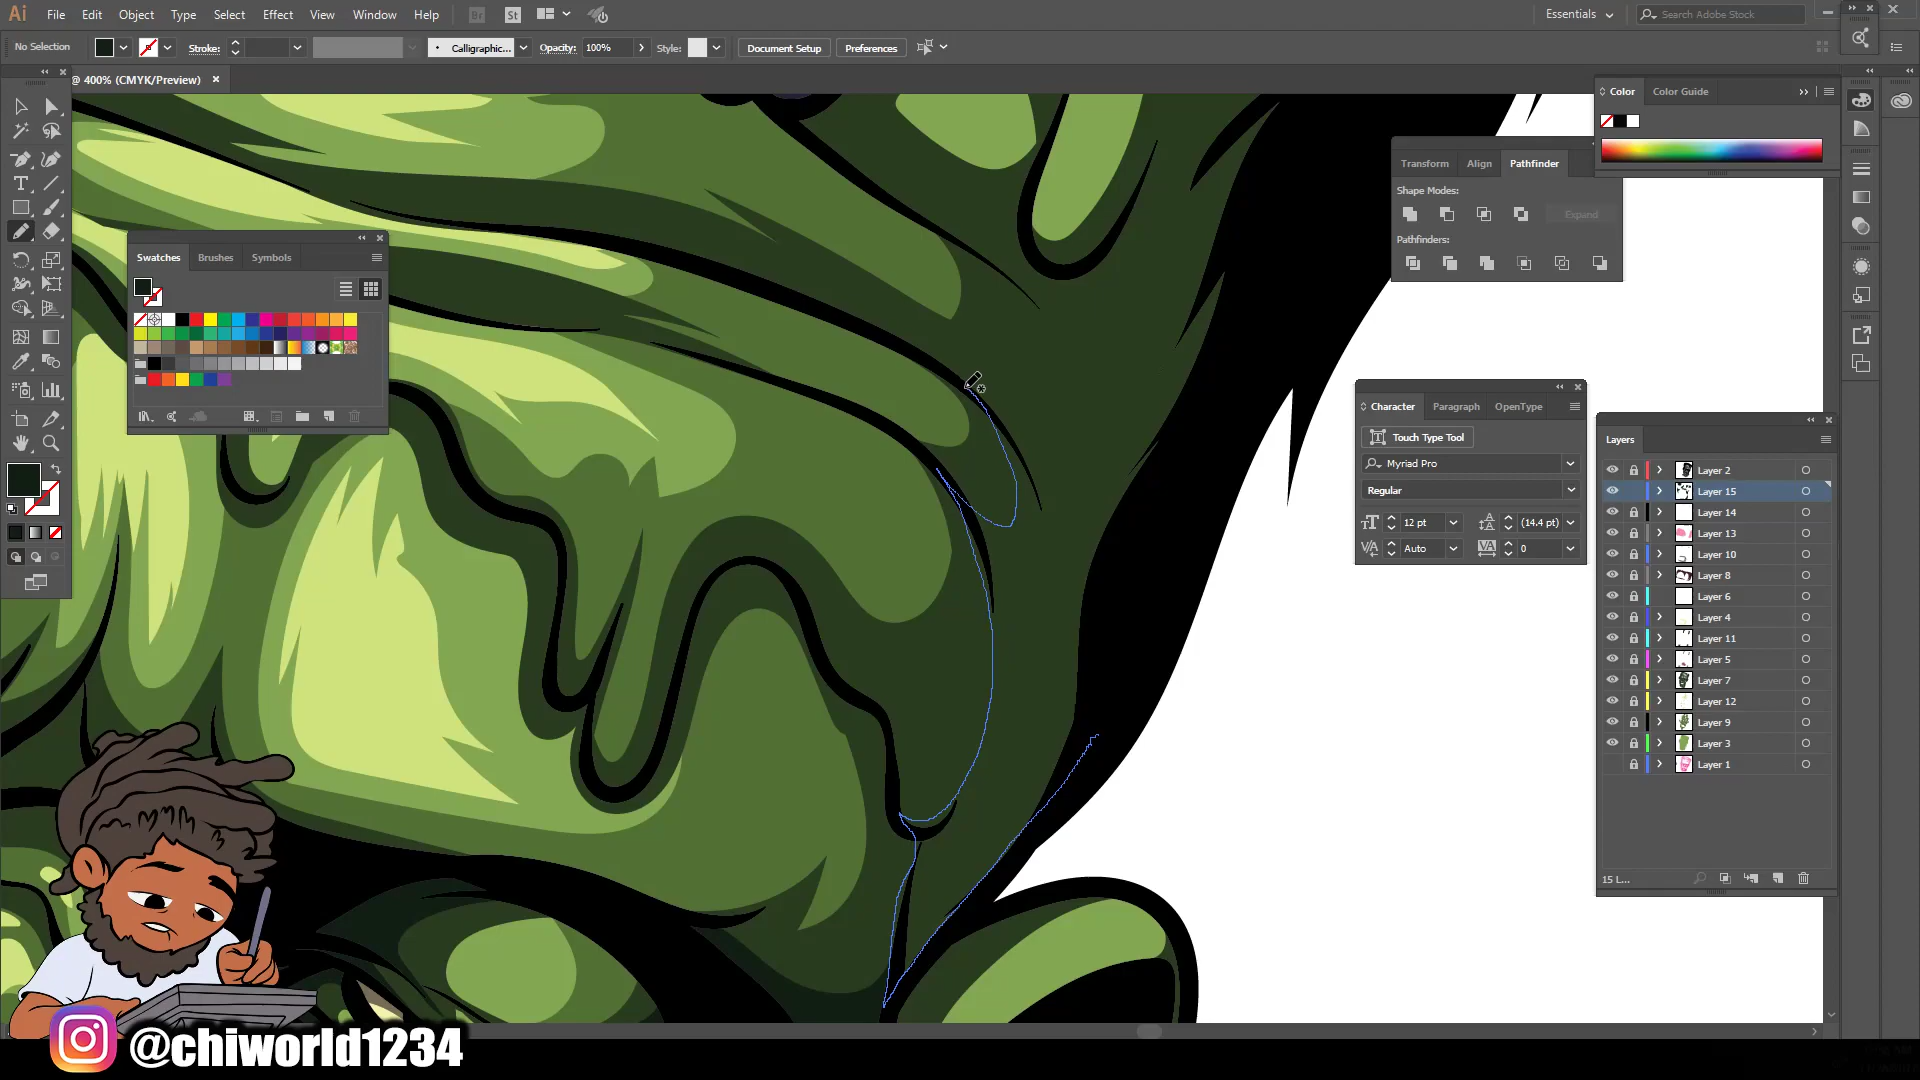 Ai File Edit Object Type Select Effect View Window Help Br St Essentials Search Adobe Stock
No Selection Stroke: Calligraphic... Opacity: 100% Style: Document Setup Preferences
@ 400% (CMYK/Preview)
Color Color Guide
Transform Align Pathfinder
Shape Modes:
Expand
Pathfinders:
Swatches Brushes Symbols
Character Paragraph OpenType
Touch Type Tool
Myriad Pro
Regular
12 pt (14.4 pt)
Auto 0
Layers
Layer 2
Layer 15
Layer 14
Layer 13
Layer 10
Layer 8
Layer 6
Layer 4
Layer 11
Layer 5
Layer 7
Layer 12
Layer 9
Layer 3
Layer 1
15 L...
@chiworld1234